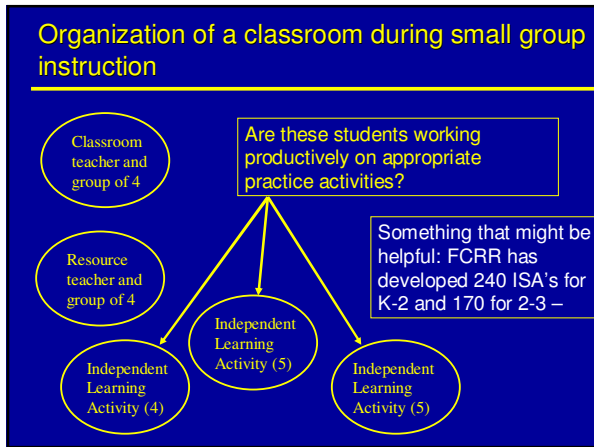 Organization of a classroom during small group
instruction
Classroom
teacher and
group of 4
Are these students working
productively on appropriate
practice activities?
Resource
teacher and
group of 4
Something that might be
helpful: FCRR has
developed 240 ISA's for
K-2 and 170 for 2-3 –
Independent
Learning
Activity (5)
Independent
Learning
Activity (4)
Independent
Learning
Activity (5)